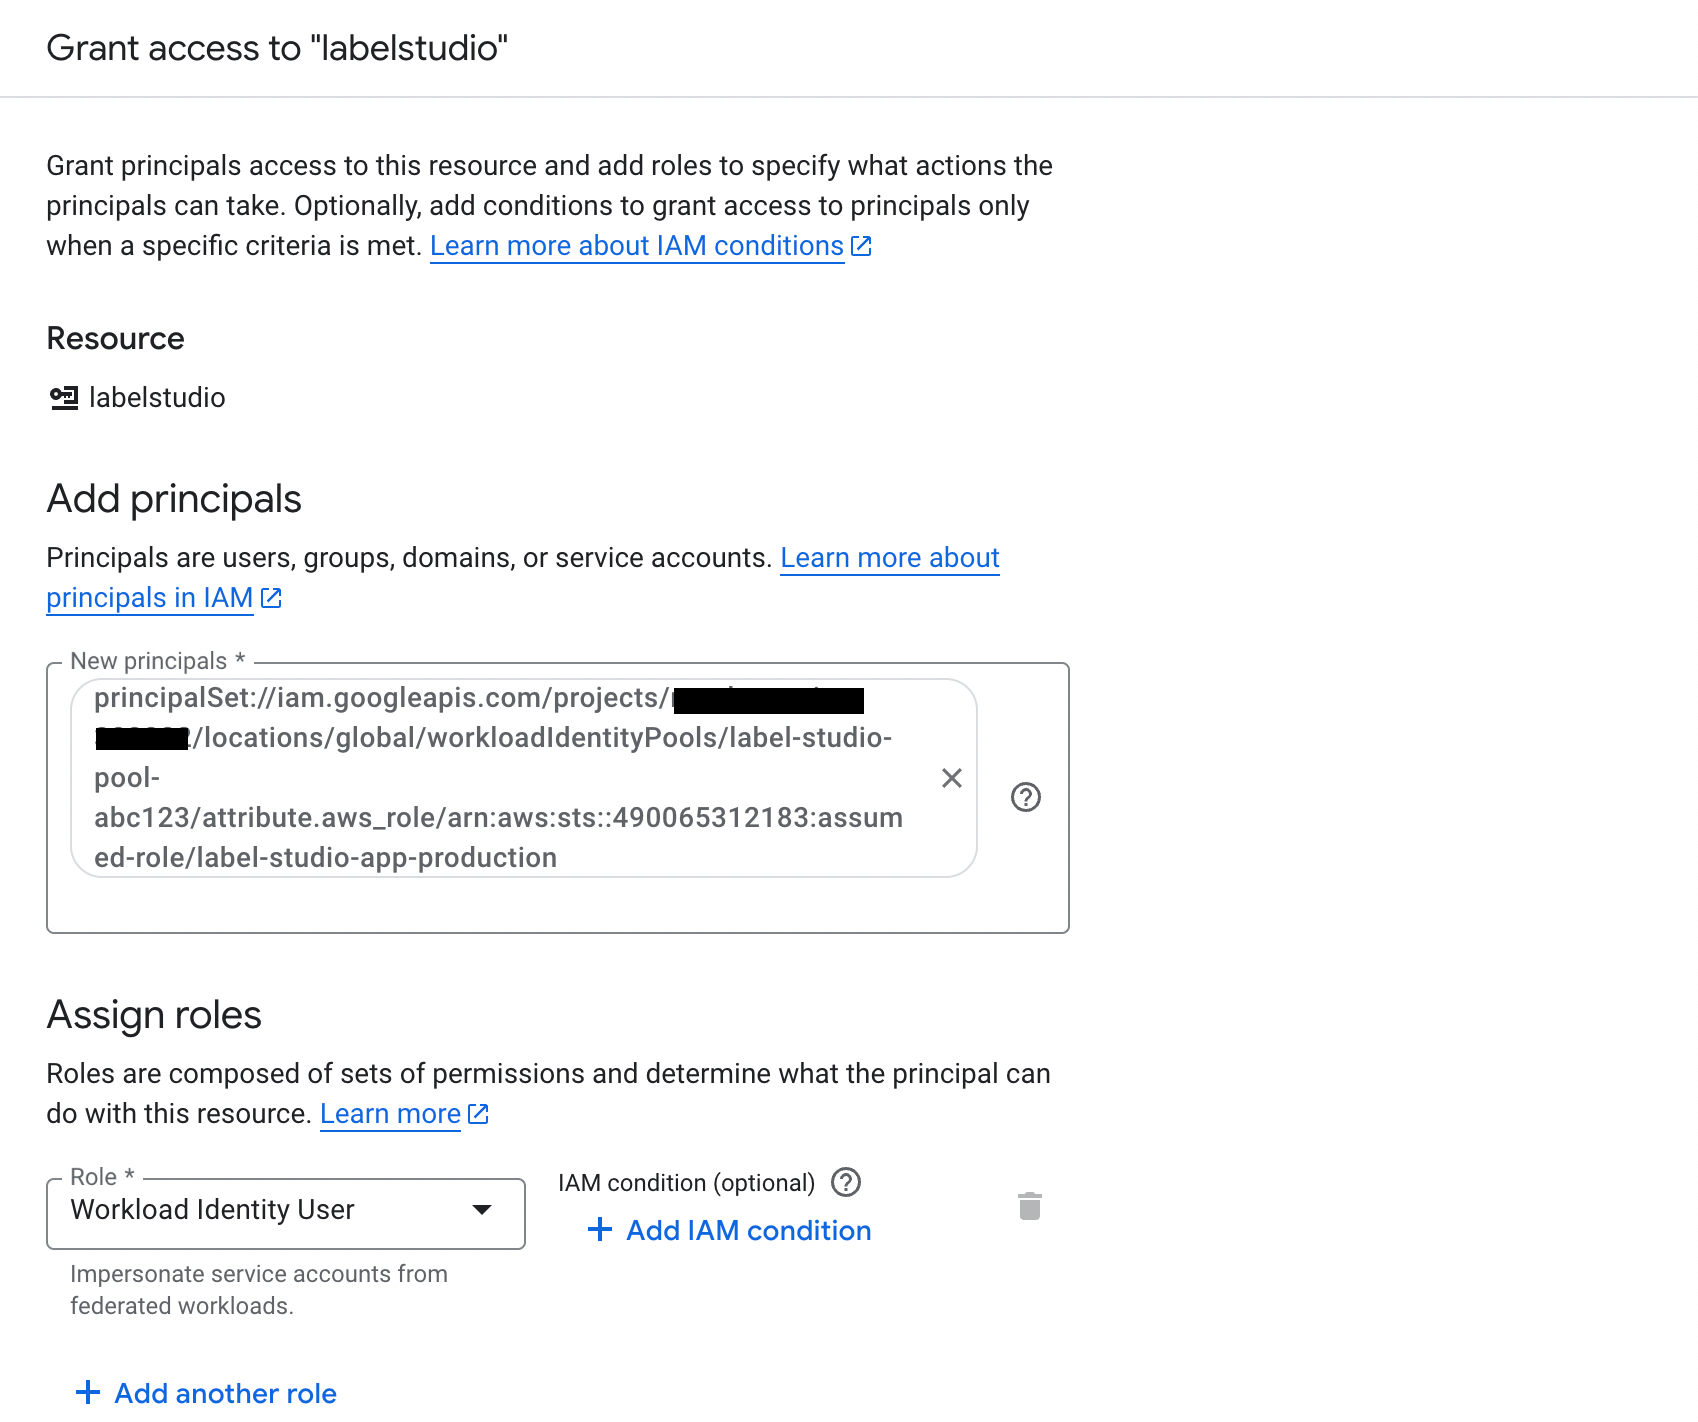 Grant access to "labelstudio"
Grant principals access to this resource and add roles to specify what actions the
principals can take. Optionally, add conditions to grant access to principals only
when a specific criteria is met. Learn more about IAM conditions
Resource
labelstudio
Add principals
Principals are users, groups, domains, or service accounts. Learn more about
principals in IAM
New principals *
principalSet://iam.googleapis.com/projects/
/locations/global/workloadIdentityPools/label-studio-
pool-
abc123/attribute.aws_role/arn:aws:sts::490065312183:assum
ed-role/label-studio-app-production
Assign roles
Roles are composed of sets of permissions and determine what the principal can
do with this resource. Learn more
Role *
Workload Identity User
IAM condition (optional)
Add IAM condition
Impersonate service accounts from
federated workloads.
Add another role